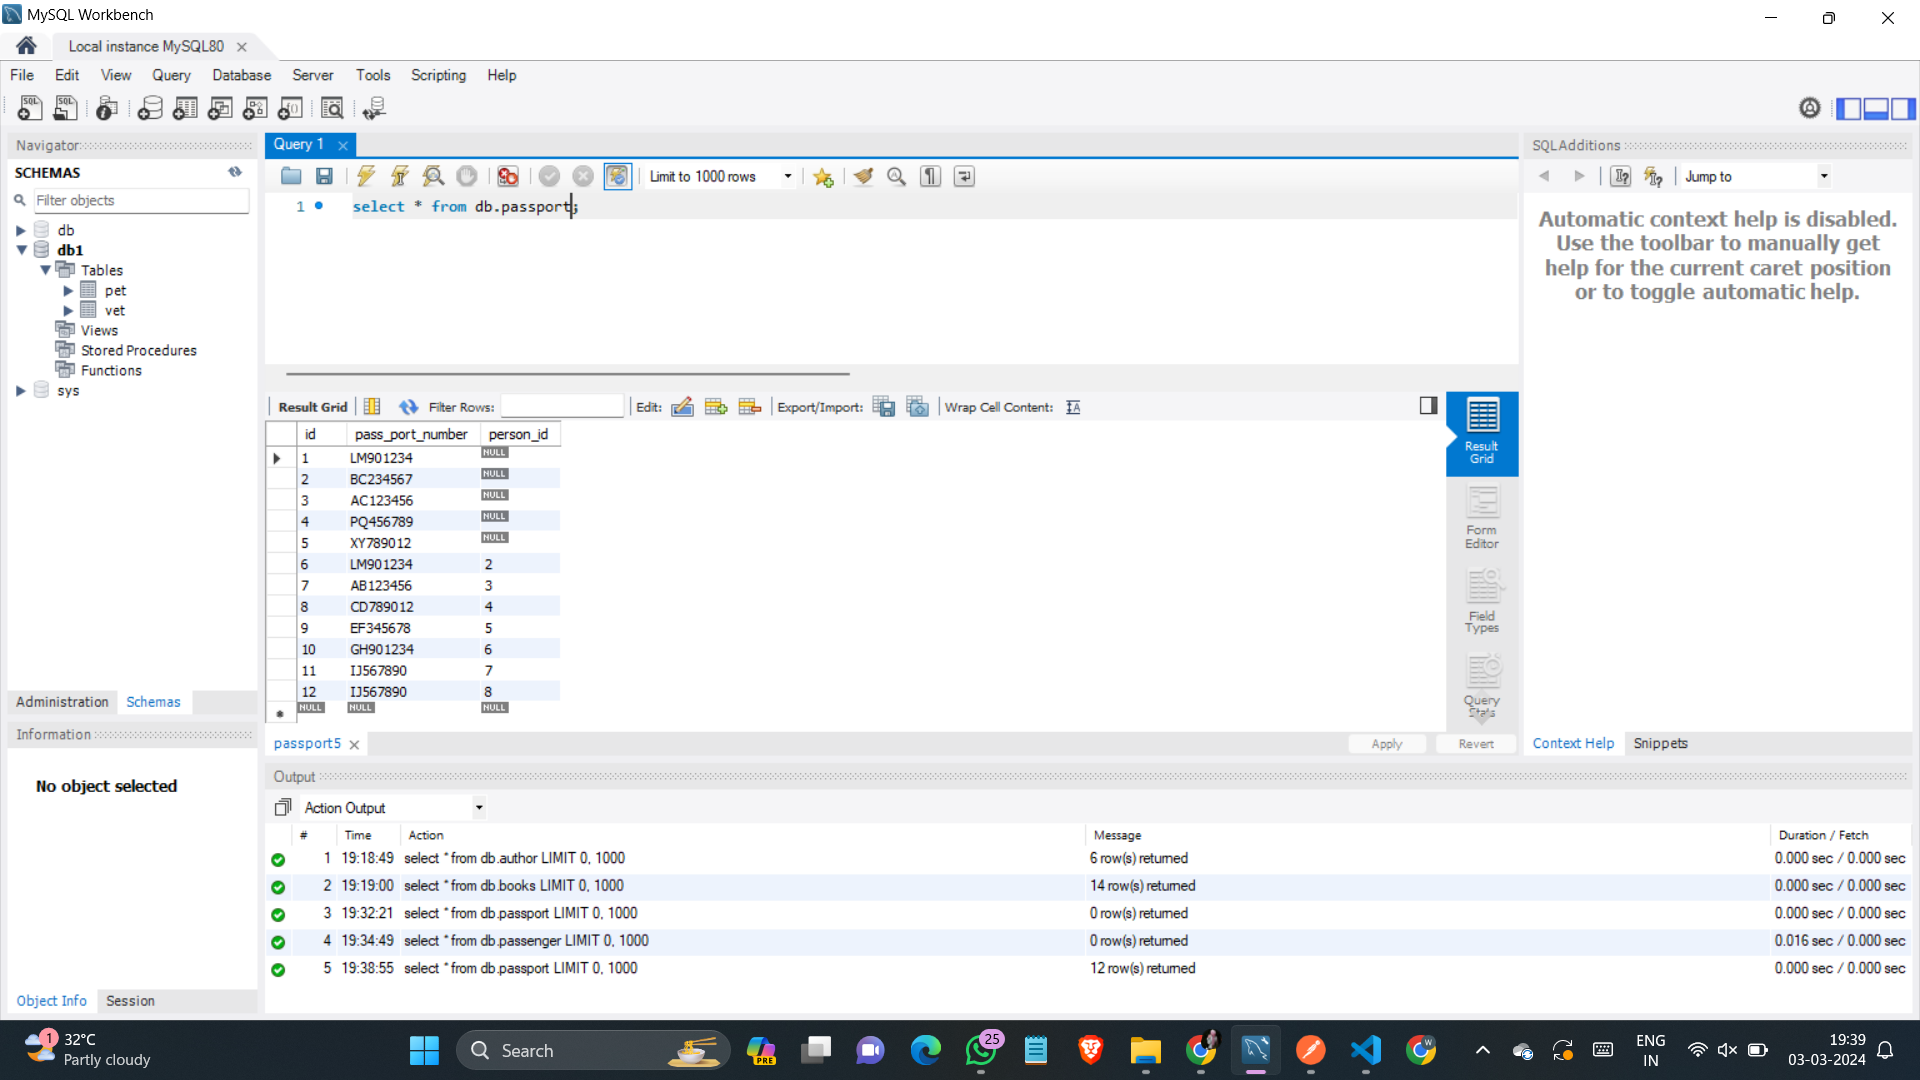 MySQL Workbench
Local instance MySQL80
File Edit View Query Database Server Tools Scripting Help
Navigator
SCHEMAS
Filter objects
db
db1
Tables
pet
vet
Views
Stored Procedures
Functions
sys
Administration Schemas
Information
No object selected
Object Info Session
Query 1
Limit to 1000 rows
1 select * from db.passport;
Result Grid Filter Rows: Edit: Export/Import: Wrap Cell Content:
id pass_port_number person_id
1 LM901234 NULL
2 BC234567 NULL
3 AC123456 NULL
4 PQ456789 NULL
5 XY789012 NULL
6 LM901234 2
7 AB123456 3
8 CD789012 4
9 EF345678 5
10 GH901234 6
11 IJ567890 7
12 IJ567890 8
NULL NULL NULL
Result
Grid
Form
Editor
Field
Types
Query
Stats
passport5 Apply Revert
SQLAdditions
Jump to
Automatic context help is disabled.
Use the toolbar to manually get
help for the current caret position
or to toggle automatic help.
Context Help Snippets
Output
Action Output
# Time Action Message Duration / Fetch
1 19:18:49 select * from db.author LIMIT 0, 1000 6 row(s) returned 0.000 sec / 0.000 sec
2 19:19:00 select * from db.books LIMIT 0, 1000 14 row(s) returned 0.000 sec / 0.000 sec
3 19:32:21 select * from db.passport LIMIT 0, 1000 0 row(s) returned 0.000 sec / 0.000 sec
4 19:34:49 select * from db.passenger LIMIT 0, 1000 0 row(s) returned 0.016 sec / 0.000 sec
5 19:38:55 select * from db.passport LIMIT 0, 1000 12 row(s) returned 0.000 sec / 0.000 sec
1
32°C
Partly cloudy
Search
PRE
25
W
ENG
IN
19:39
03-03-2024